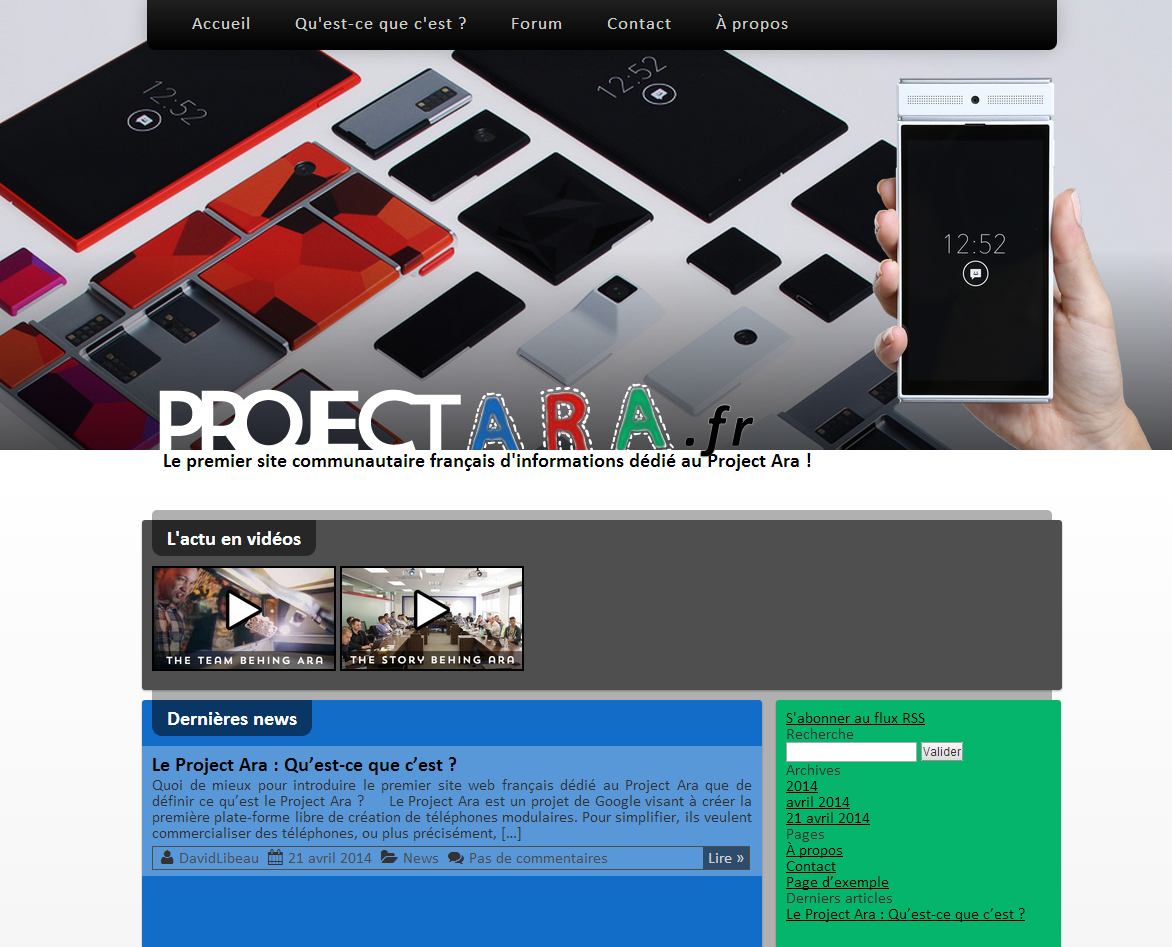 Accueil Qu'est-ce que c'est ? Forum Contact À propos
12:52
12:52
12:52
PROJECT ARA .fr
Le premier site communautaire français d'informations dédié au Project Ara !
L'actu en vidéos
THE TEAM BEHING ARA
THE STORY BEHING ARA
Dernières news
Le Project Ara : Qu’est-ce que c’est ?
Quoi de mieux pour introduire le premier site web français dédié au Project Ara que de
définir ce qu’est le Project Ara ? Le Project Ara est un projet de Google visant à créer la
première plate-forme libre de création de téléphones modulaires. Pour simplifier, ils veulent
commercialiser des téléphones, ou plus précisément, […]
DavidLibeau 21 avril 2014 News Pas de commentaires Lire »
S'abonner au flux RSS
Recherche
Valider
Archives
2014
avril 2014
21 avril 2014
Pages
À propos
Contact
Page d’exemple
Derniers articles
Le Project Ara : Qu’est-ce que c’est ?